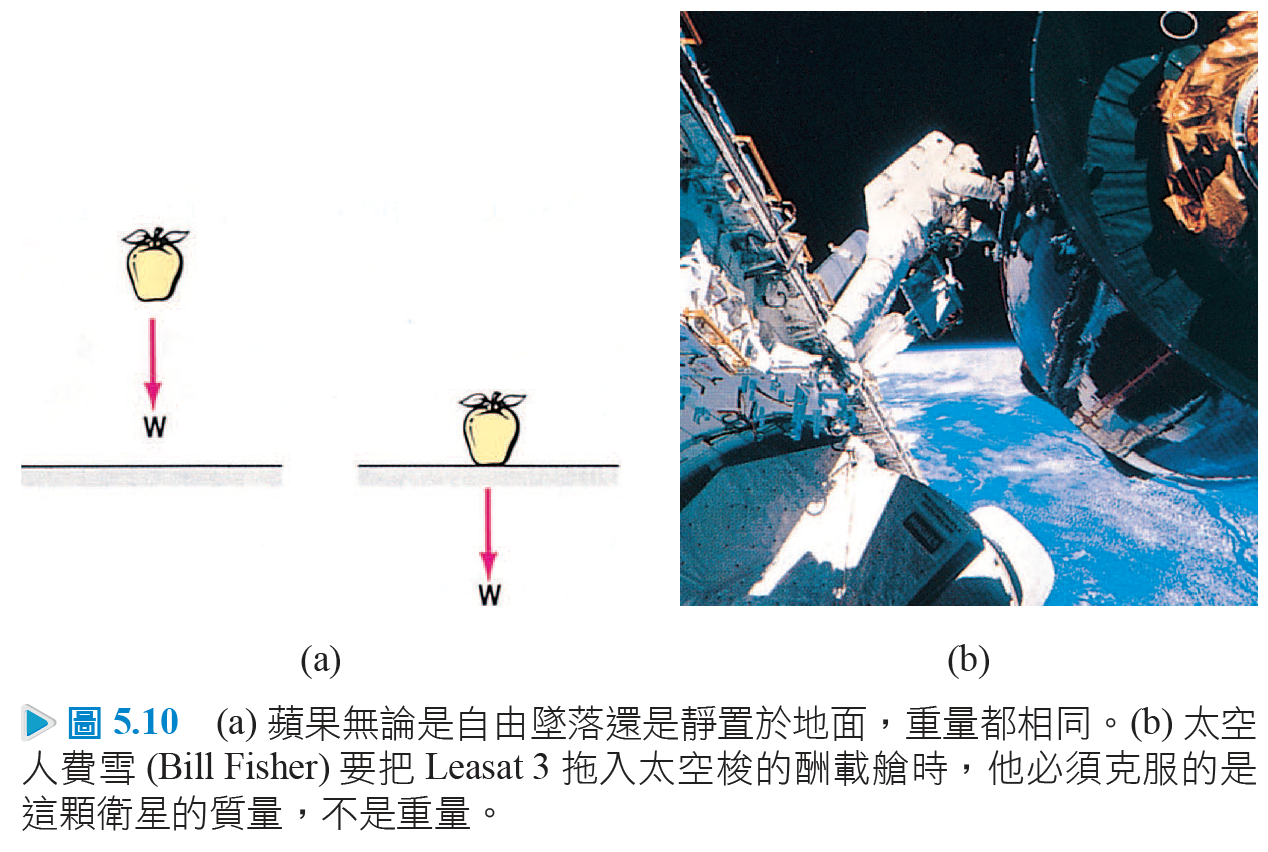 W
W
(a)
(b)
圖 5.10 (a) 蘋果無論是自由墜落還是靜置於地面，重量都相同。(b) 太空
人費雪 (Bill Fisher) 要把 Leasat 3 拖入太空梭的酬載艙時，他必須克服的是
這顆衛星的質量，不是重量。